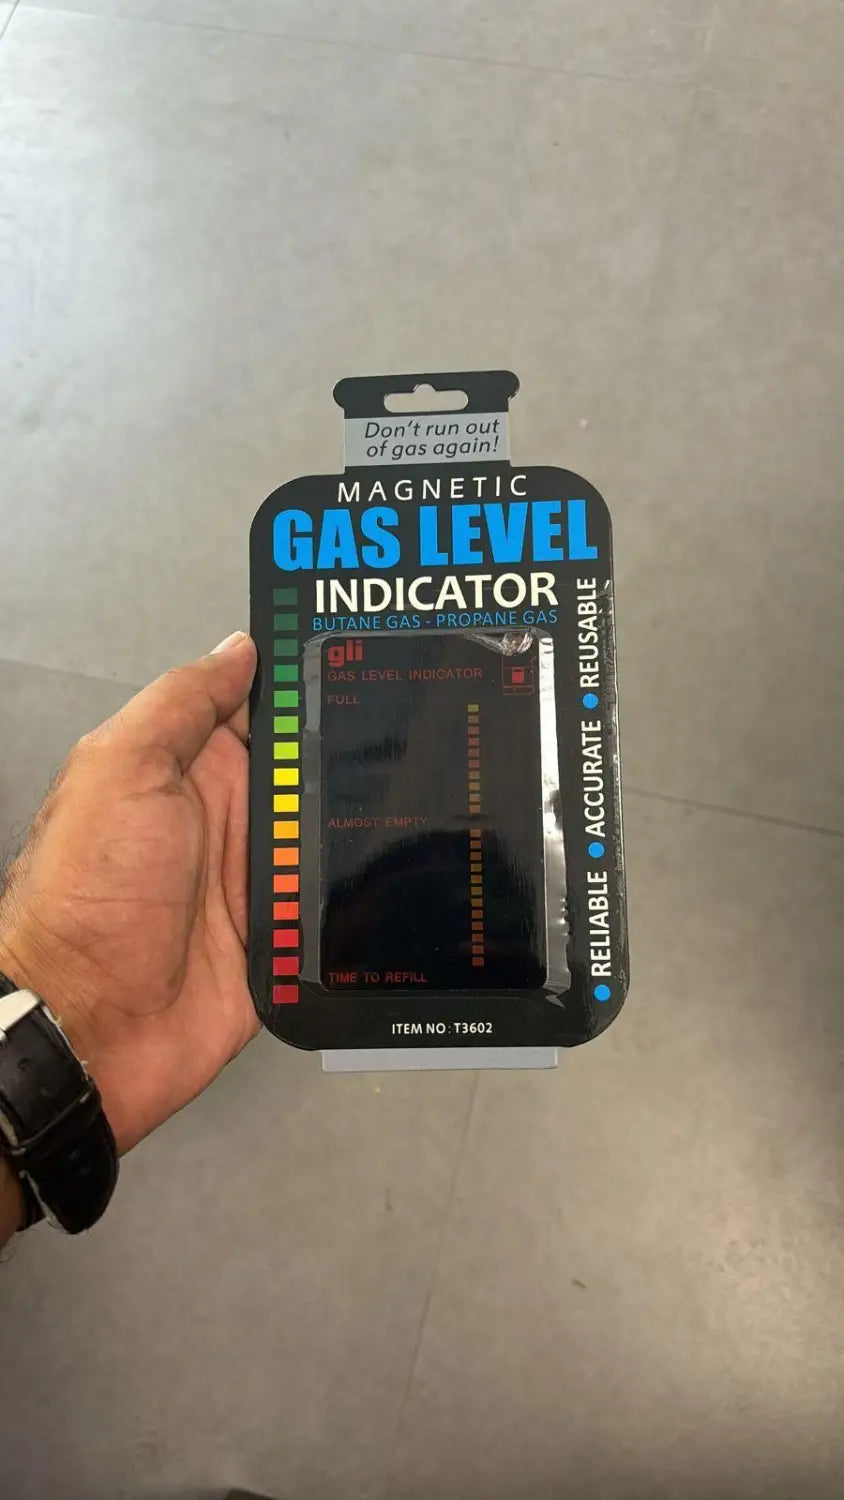 Don't run out
of gas again!
MAGNETIC
GAS LEVEL
INDICATOR
BUTANE GAS - PROPANE GAS
gli
GAS LEVEL INDICATOR
FULL
ALMOST EMPTY
TIME TO REFILL
RELIABLE • ACCURATE • REUSABLE
ITEM NO : T3602